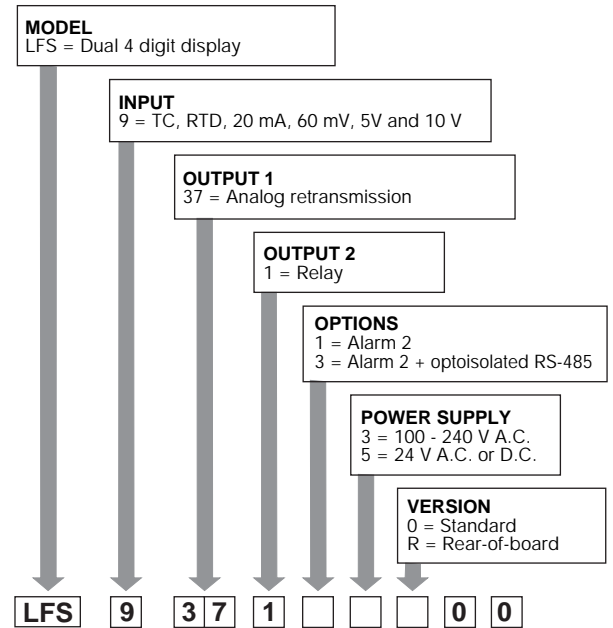 MODEL
LFS = Dual 4 digit display
INPUT
9 = TC, RTD, 20 mA, 60 mV, 5V and 10 V
OUTPUT 1
37 = Analog retransmission
OUTPUT 2
1 = Relay
OPTIONS
1 = Alarm 2
3 = Alarm 2 + optoisolated RS-485
POWER SUPPLY
3 = 100 - 240 V A.C.
5 = 24 V A.C. or D.C.
VERSION
0 = Standard
R = Rear-of-board
LFS 9 3 7 1 0 0